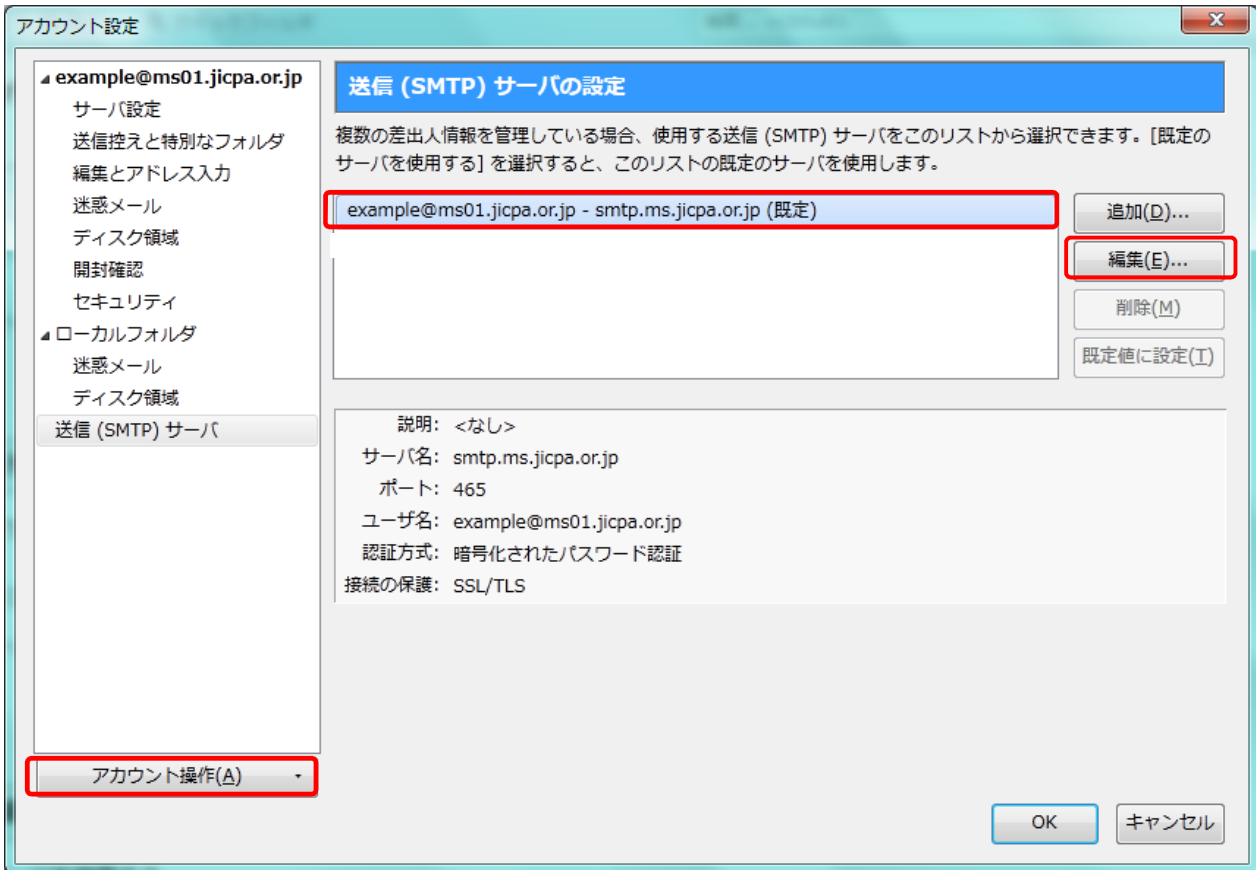 アカウント設定
example@ms01.jicpa.or.jp
サーバ設定
送信控えと特別なフォルダ
編集とアドレス入力
迷惑メール
ディスク領域
開封確認
セキュリティ
ローカルフォルダ
迷惑メール
ディスク領域
送信 (SMTP) サーバ
アカウント操作(A)
送信 (SMTP) サーバの設定
複数の差出人情報を管理している場合、使用する送信 (SMTP) サーバをこのリストから選択できます。[既定の
サーバを使用する] を選択すると、このリストの既定のサーバを使用します。
example@ms01.jicpa.or.jp - smtp.ms.jicpa.or.jp (既定)
追加(D)...
編集(E)...
削除(M)
既定値に設定(T)
説明: <なし>
サーバ名: smtp.ms.jicpa.or.jp
ポート: 465
ユーザ名: example@ms01.jicpa.or.jp
認証方式: 暗号化されたパスワード認証
接続の保護: SSL/TLS
OK
キャンセル